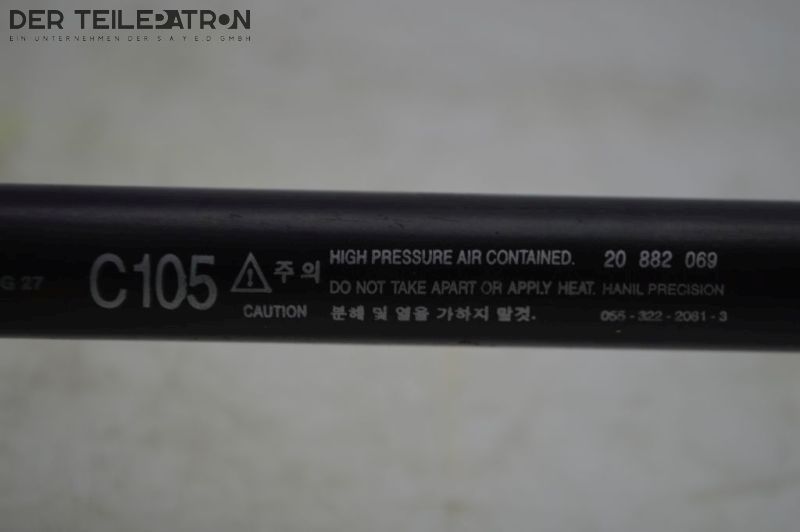 DER TEILEPATRON
EIN UNTERNEHMEN DER S A Y E.D GMBH
G 27
C105
주 의
CAUTION
HIGH PRESSURE AIR CONTAINED.
DO NOT TAKE APART OR APPLY HEAT.
분해 및 열을 가하지 말것.
20 882 069
HANIL PRECISION
055-322-2061-3